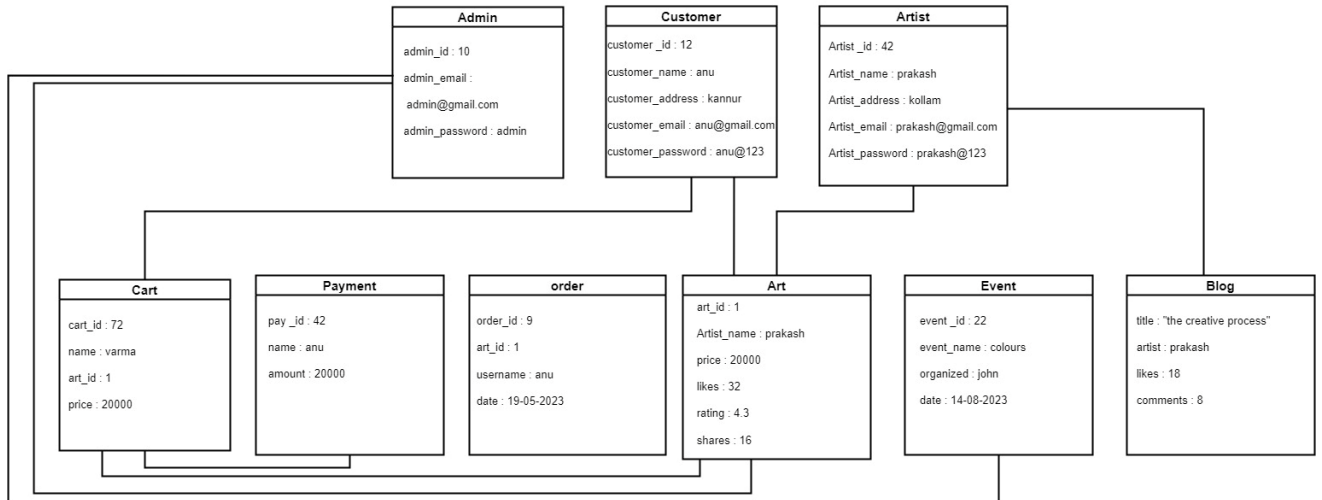 Admin
admin_id : 10
admin_email :
admin@gmail.com
admin_password : admin
Customer
customer _id : 12
customer_name : anu
customer_address : kannur
customer_email : anu@gmail.com
customer_password : anu@123
Artist
Artist _id : 42
Artist_name : prakash
Artist_address : kollam
Artist_email : prakash@gmail.com
Artist_password : prakash@123
Cart
cart_id : 72
name : varma
art_id : 1
price : 20000
Payment
pay _id : 42
name : anu
amount : 20000
order
order_id : 9
art_id : 1
username : anu
date : 19-05-2023
Art
art_id : 1
Artist_name : prakash
price : 20000
likes : 32
rating : 4.3
shares : 16
Event
event _id : 22
event_name : colours
organized : john
date : 14-08-2023
Blog
title : "the creative process"
artist : prakash
likes : 18
comments : 8